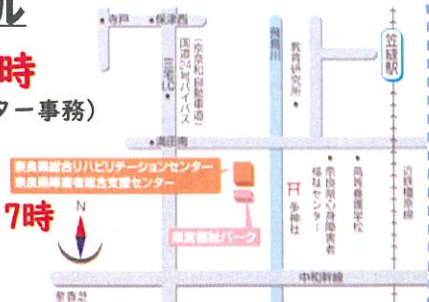 ル
時
ター事務）
7時
寺戸
保津西
国道24号バイパス
（京奈和自動車道）
三宅I.C
飛鳥川
教育研究所
笠縫駅
満田南
奈良県総合リハビリテーションセンター
奈良県障害者総合支援センター
県営福祉パーク
多神社
奈良県心身障害者
福祉センター
高等養護学校
近鉄橿原線
N
中和幹線